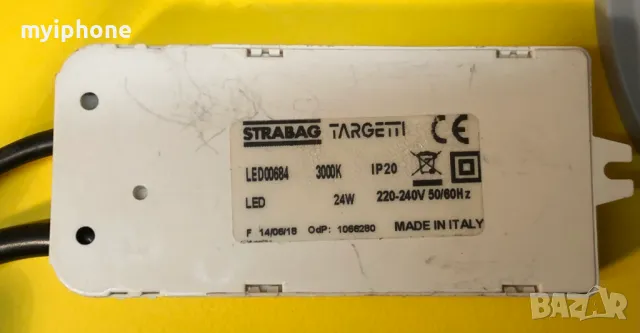 myiphone
STRABAG TARGETTI CE
LED00684 3000K IP20
LED 24W 220-240V 50/60Hz
F 14/06/18 OdP: 1066280 MADE IN ITALY
bazar